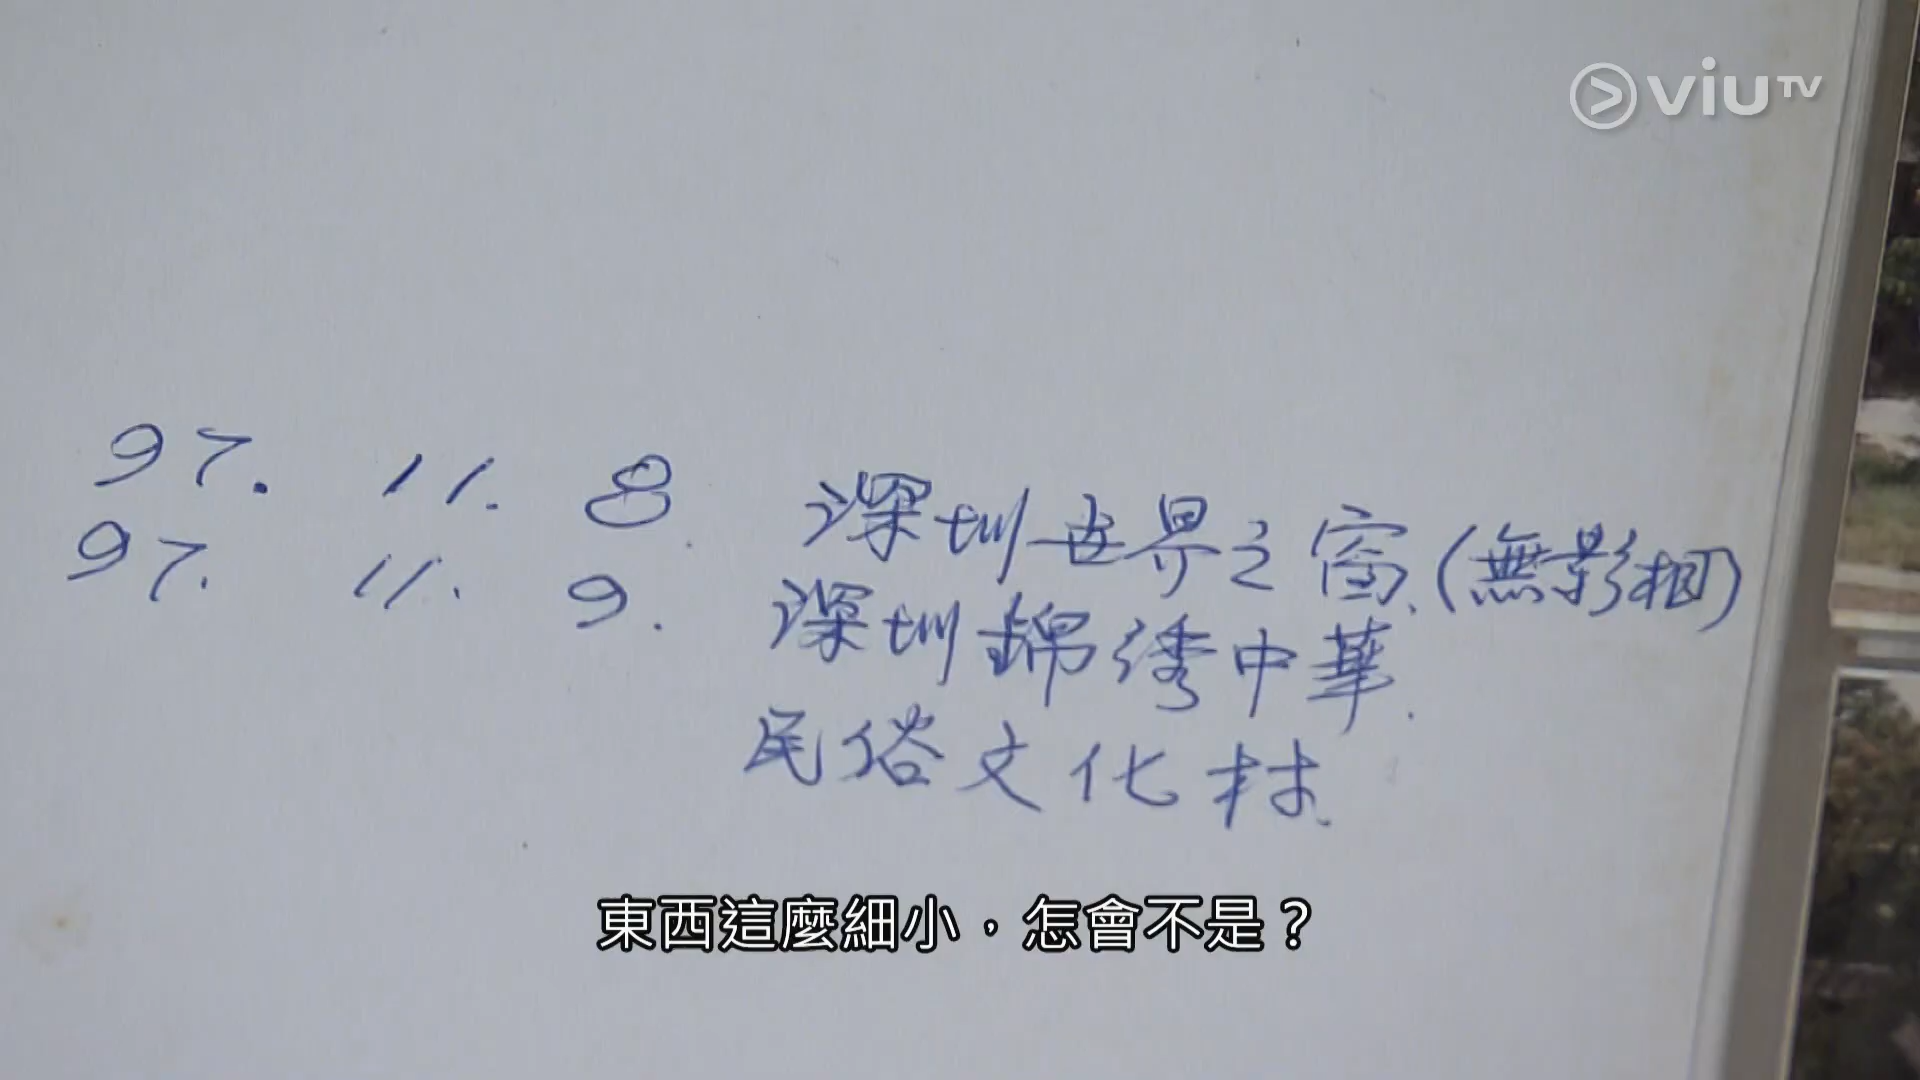 viuTV
97. 11. 8. 深圳世界之窗.(無影相)
97. 11. 9. 深圳錦綉中華.
民俗文化村.
東西這麼細小，怎會不是？